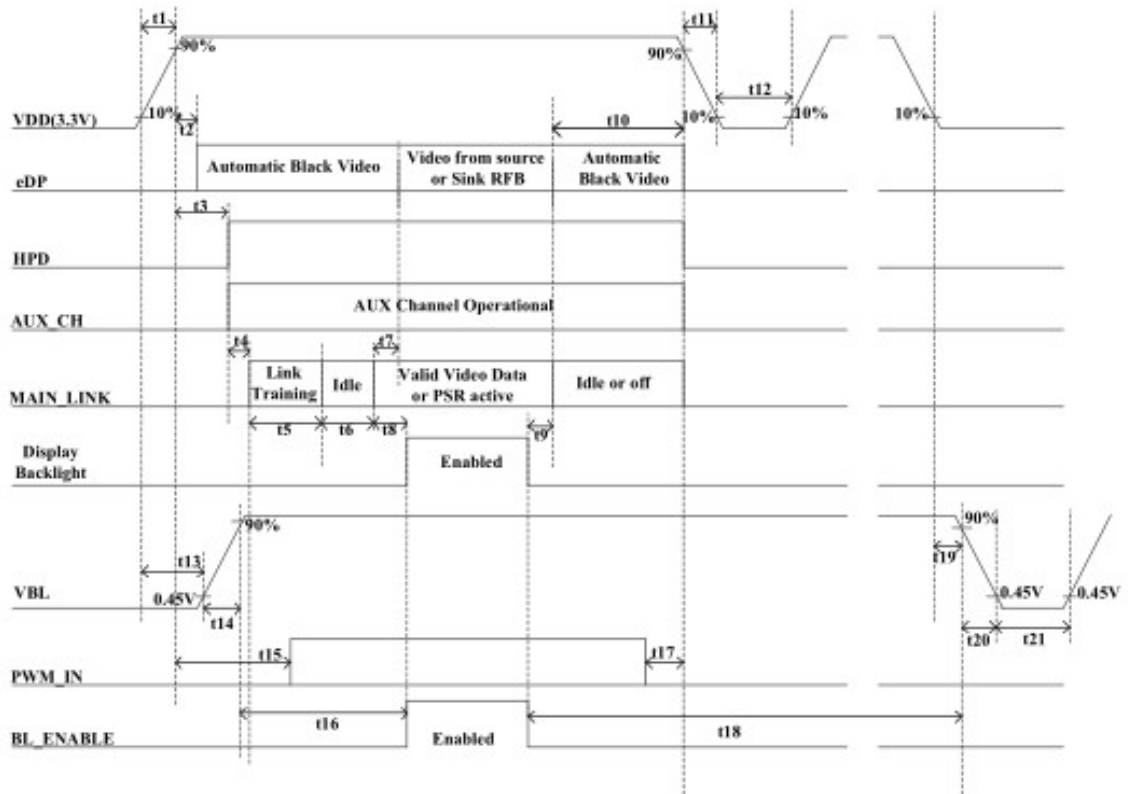 t1
t11
90%
90%
t12
VDD(3.3V)
10%
10%
10%
10%
t2
t10
eDP
Automatic Black Video
Video from source
or Sink RFB
Automatic
Black Video
t3
HPD
AUX_CH
AUX Channel Operational
t4
t7
MAIN_LINK
Link
Training
Idle
Valid Video Data
or PSR active
Idle or off
t5
t6
t8
t9
Display
Backlight
Enabled
90%
90%
t13
t19
VBL
0.45V
0.45V
0.45V
t14
t20
t21
t15
t17
PWM_IN
t16
t18
BL_ENABLE
Enabled